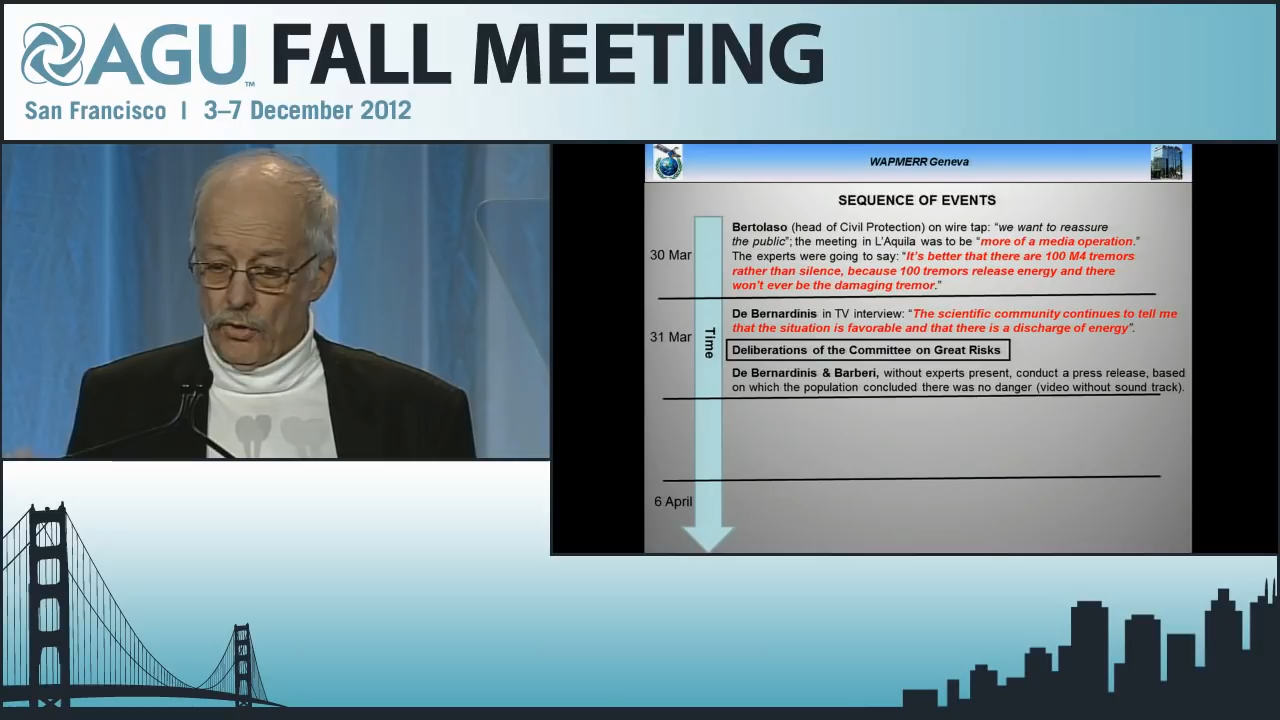 AGU™ FALL MEETING
San Francisco | 3–7 December 2012
WAPMERR Geneva
SEQUENCE OF EVENTS
30 Mar
Bertolaso (head of Civil Protection) on wire tap: “we want to reassure
the public”; the meeting in L’Aquila was to be “more of a media operation.”
The experts were going to say: “It’s better that there are 100 M4 tremors
rather than silence, because 100 tremors release energy and there
won’t ever be the damaging tremor.”
Time
31 Mar
De Bernardinis in TV interview: “The scientific community continues to tell me
that the situation is favorable and that there is a discharge of energy”.
Deliberations of the Committee on Great Risks
De Bernardinis & Barberi, without experts present, conduct a press release, based
on which the population concluded there was no danger (video without sound track).
6 April